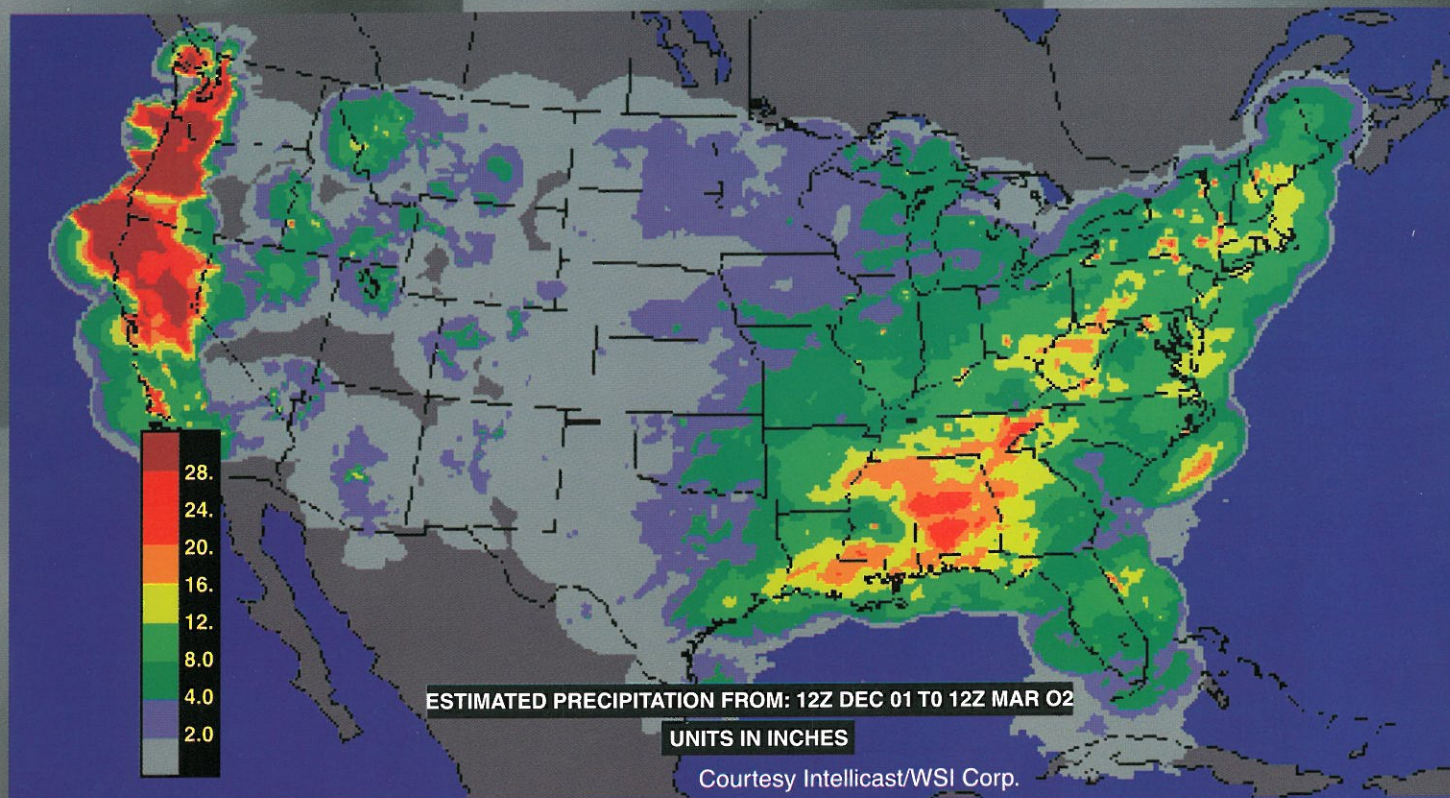 28.
24.
20.
16.
12.
8.0
4.0
2.0
ESTIMATED PRECIPITATION FROM: 12Z DEC 01 T0 12Z MAR O2
UNITS IN INCHES
Courtesy Intellicast/WSI Corp.